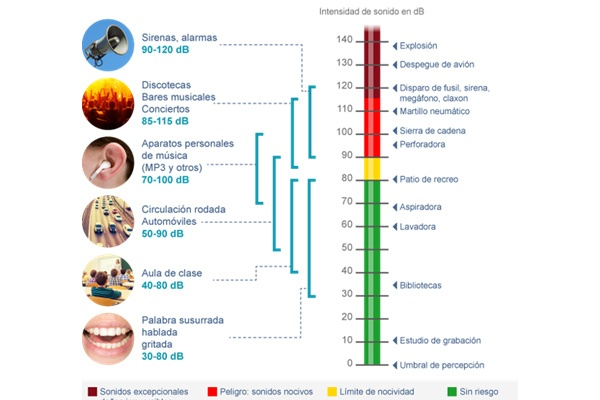 Intensidad de sonido en dB
Sirenas, alarmas
90-120 dB
Discotecas
Bares musicales
Conciertos
85-115 dB
Aparatos personales
de música
(MP3 y otros)
70-100 dB
Circulación rodada
Automóviles
50-90 dB
Aula de clase
40-80 dB
Palabra susurrada
hablada
gritada
30-80 dB
140
130
120
110
100
90
80
70
60
50
40
30
20
10
0
Explosión
Despegue de avión
Disparo de fusil, sirena,
megáfono, claxon
Martillo neumático
Sierra de cadena
Perforadora
Patio de recreo
Aspiradora
Lavadora
Bibliotecas
Estudio de grabación
Umbral de percepción
Sonidos excepcionales
Peligro: sonidos nocivos
Límite de nocividad
Sin riesgo